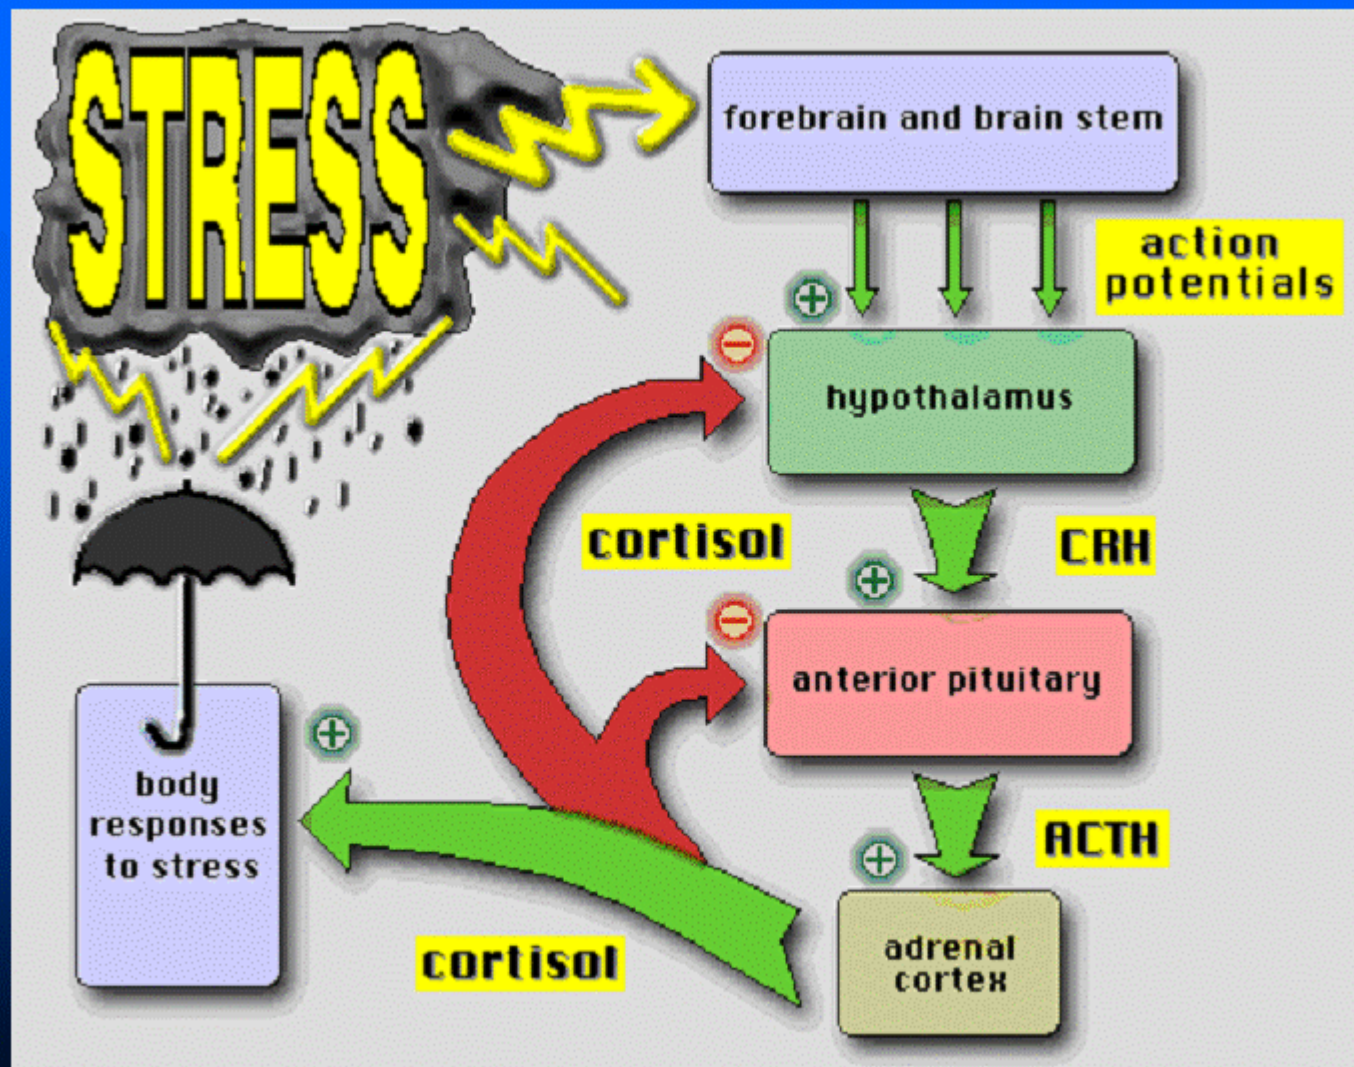 STRESS
forebrain and brain stem
action
potentials
hypothalamus
cortisol
CRH
anterior pituitary
body
responses
to stress
ACTH
adrenal
cortex
cortisol